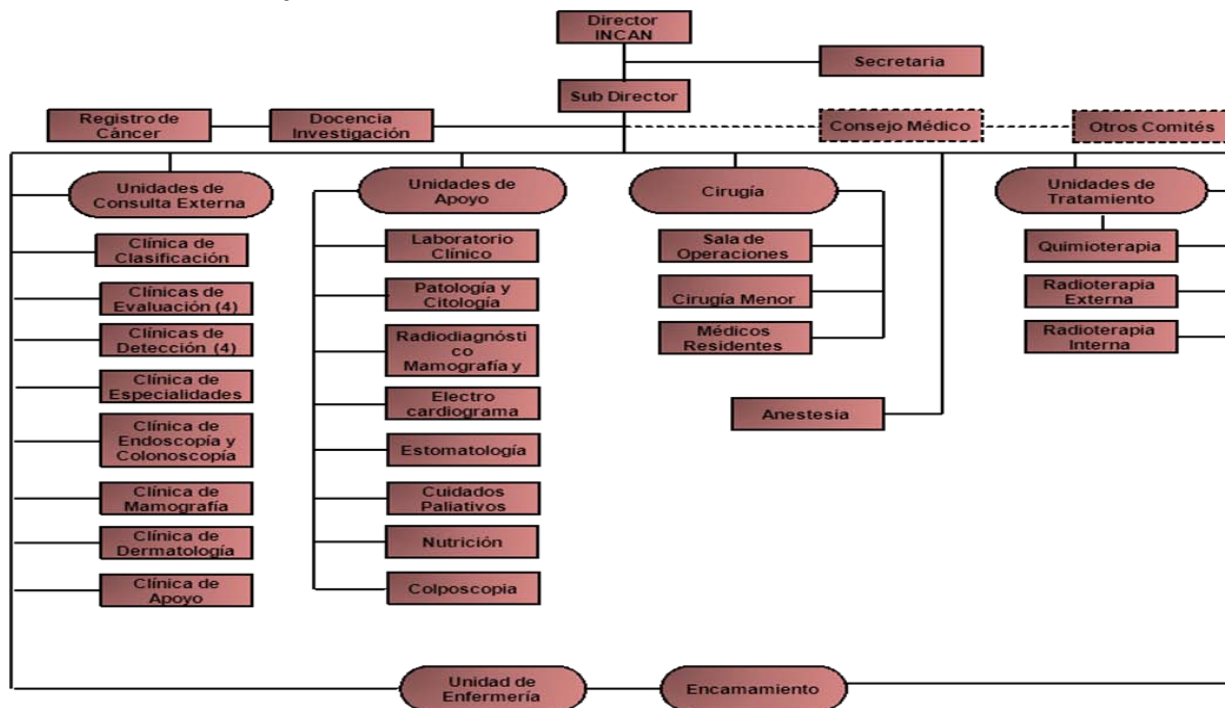 Director
INCAN
Secretaria
Sub Director
Registro de
Cáncer
Docencia
Investigación
Consejo Médico
Otros Comités
Unidades de
Consulta Externa
Clínica de
Clasificación
Clínicas de
Evaluación (4)
Clínicas de
Detección (4)
Clínica de
Especialidades
Clínica de
Endoscopía y
Colonoscopía
Clínica de
Mamografía
Clínica de
Dermatología
Clínica de
Apoyo
Unidades de
Apoyo
Laboratorio
Clínico
Patología y
Citología
Radiodiagnósti
co
Mamografía y
Electro
cardiograma
Estomatología
Cuidados
Paliativos
Nutrición
Colposcopia
Cirugía
Sala de
Operaciones
Cirugía Menor
Médicos
Residentes
Anestesia
Unidades de
Tratamiento
Quimioterapia
Radioterapia
Externa
Radioterapia
Interna
Unidad de
Enfermería
Encamamiento